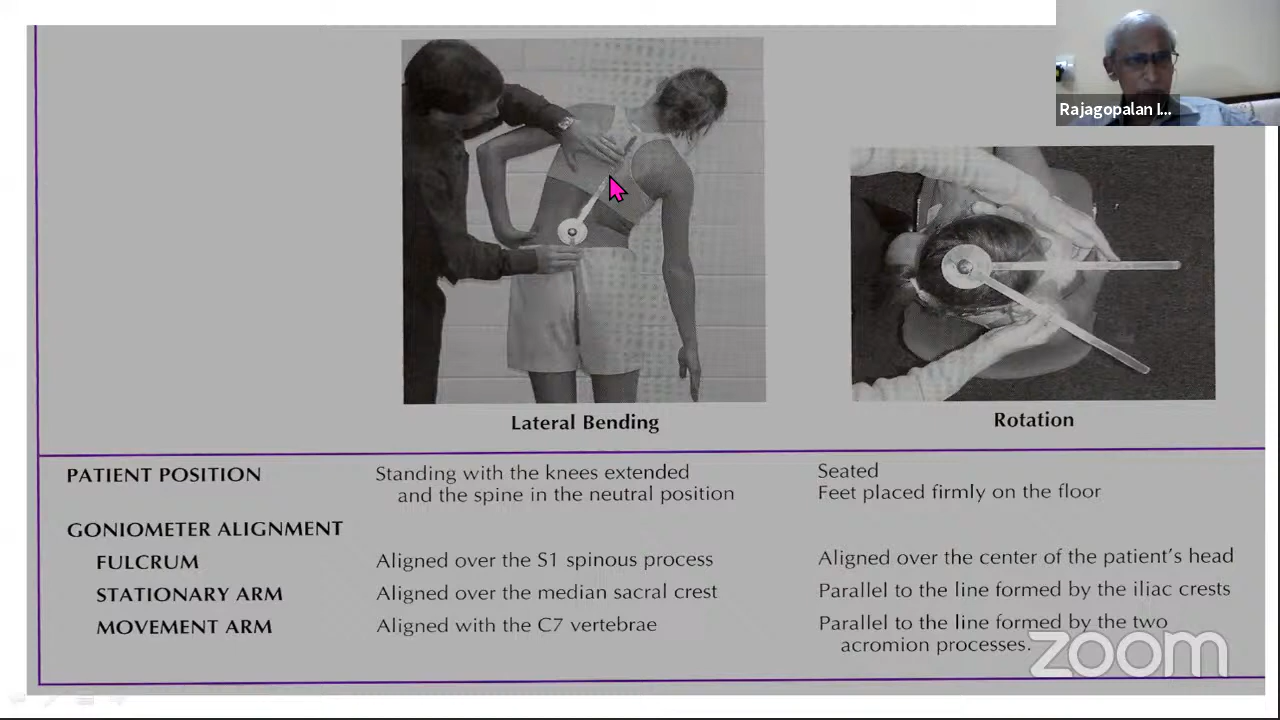 Rajagopalan I...
Lateral Bending
Rotation
PATIENT POSITION
Standing with the knees extended
and the spine in the neutral position
Seated
Feet placed firmly on the floor
GONIOMETER ALIGNMENT
FULCRUM
Aligned over the S1 spinous process
Aligned over the center of the patient's head
STATIONARY ARM
Aligned over the median sacral crest
Parallel to the line formed by the iliac crests
MOVEMENT ARM
Aligned with the C7 vertebrae
Parallel to the line formed by the two
acromion processes.
zoom